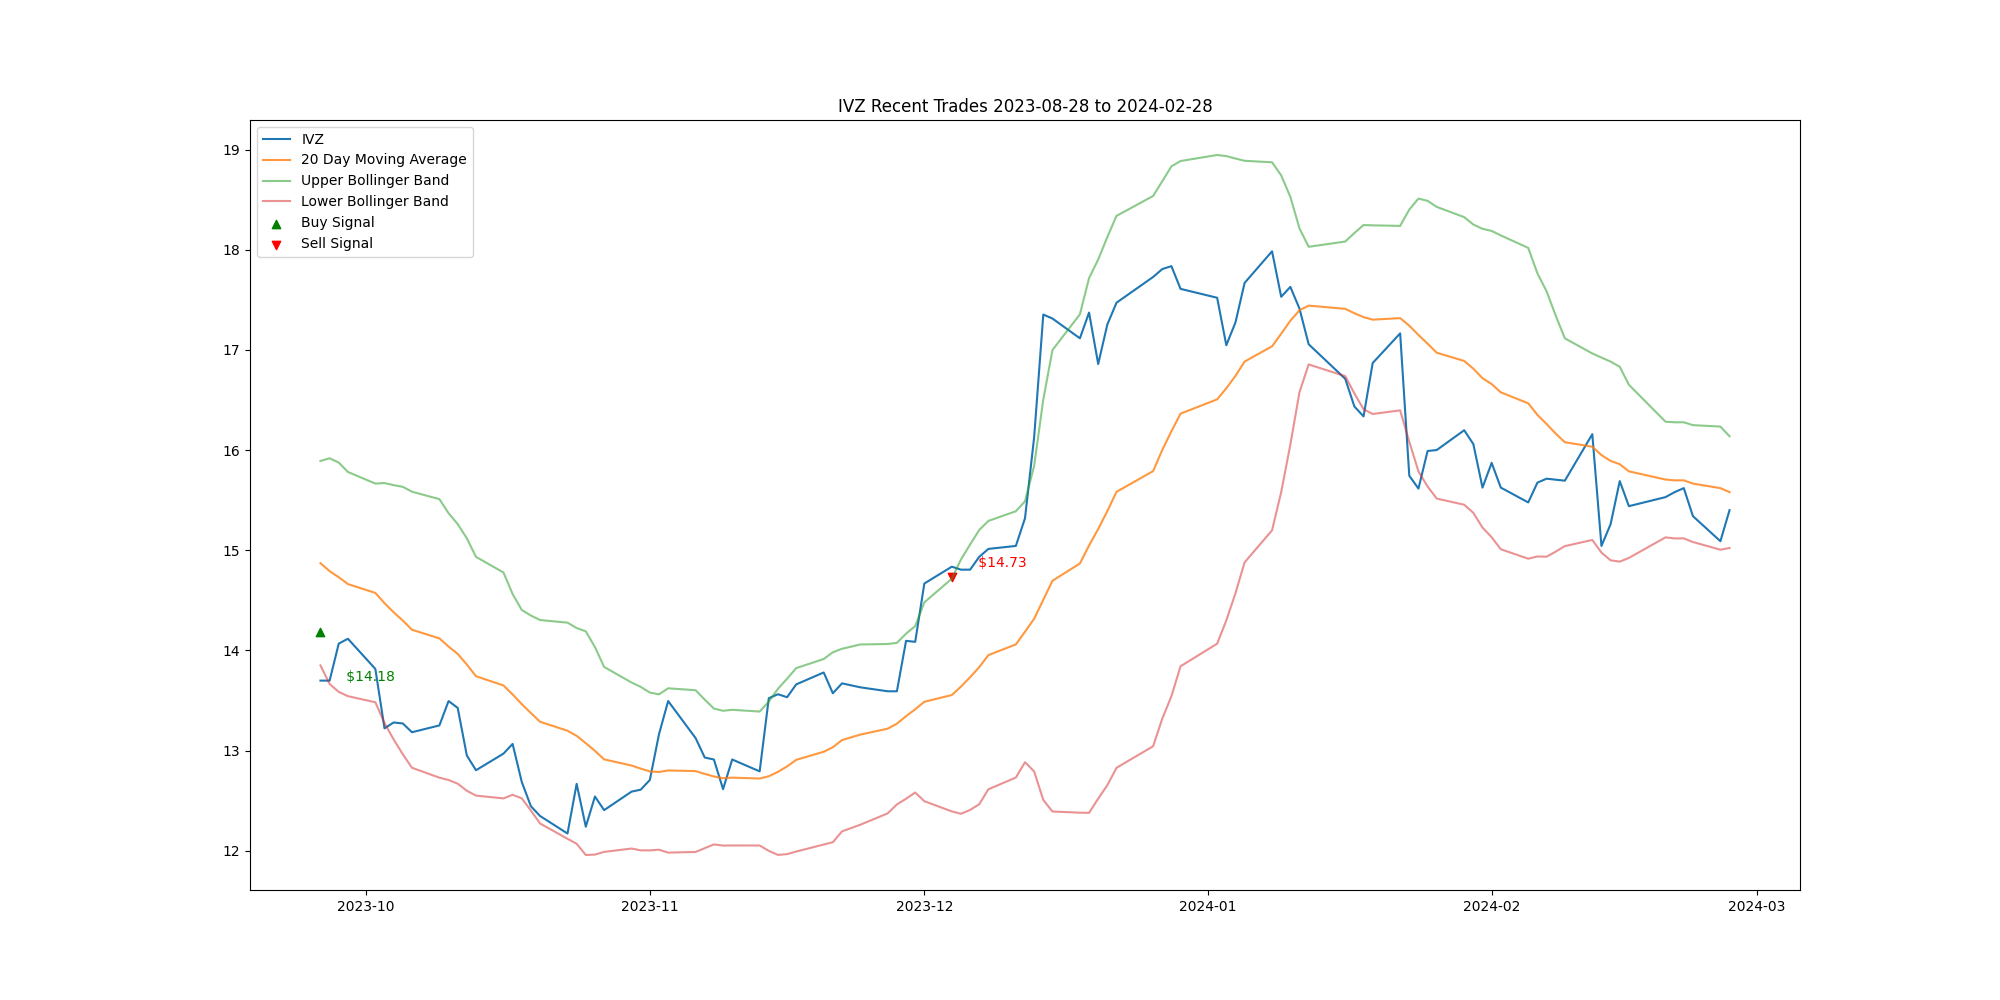 IVZ Recent Trades 2023-08-28 to 2024-02-28
IVZ
20 Day Moving Average
Upper Bollinger Band
Lower Bollinger Band
Buy Signal
Sell Signal
19
18
17
16
15
14
13
12
$14.73
$14.18
2023-10
2023-11
2023-12
2024-01
2024-02
2024-03